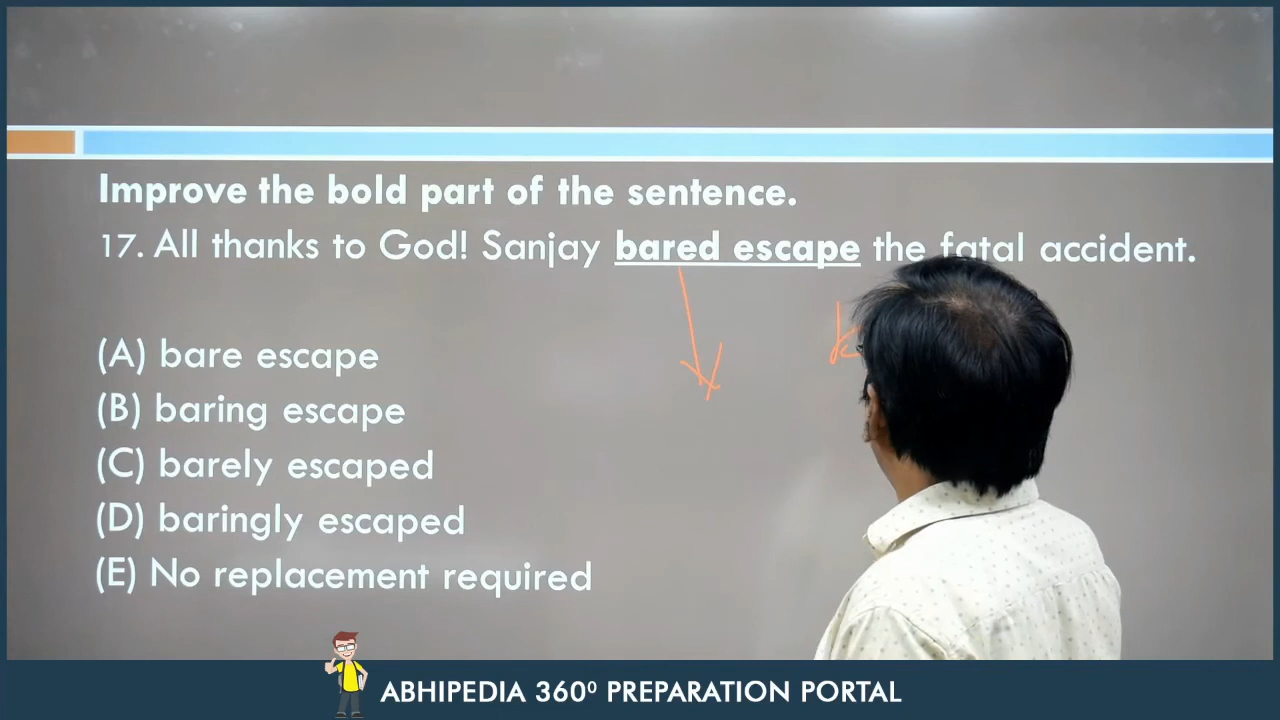 Improve the bold part of the sentence.
17. All thanks to God! Sanjay bared escape the fatal accident.
(A) bare escape
(B) baring escape
(C) barely escaped
(D) baringly escaped
(E) No replacement required
ABHIPEDIA 360⁰ PREPARATION PORTAL